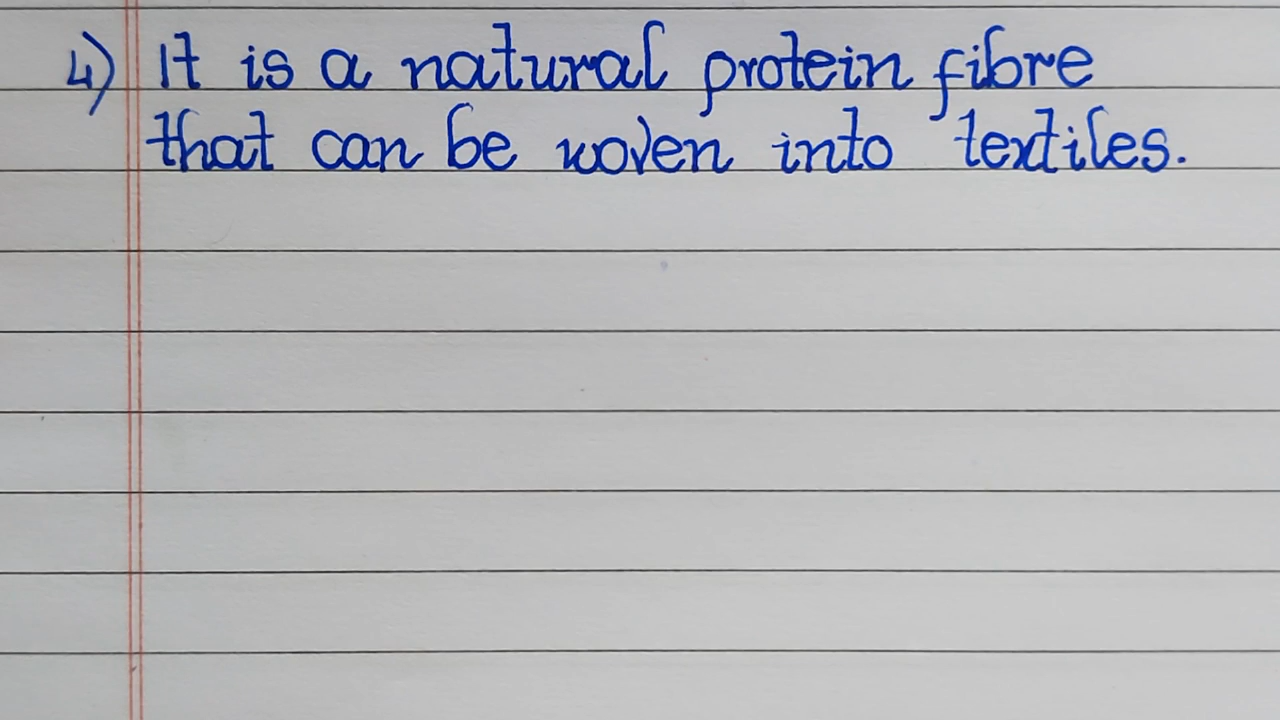 4) It is a natural protein fibre
that can be woven into textiles.